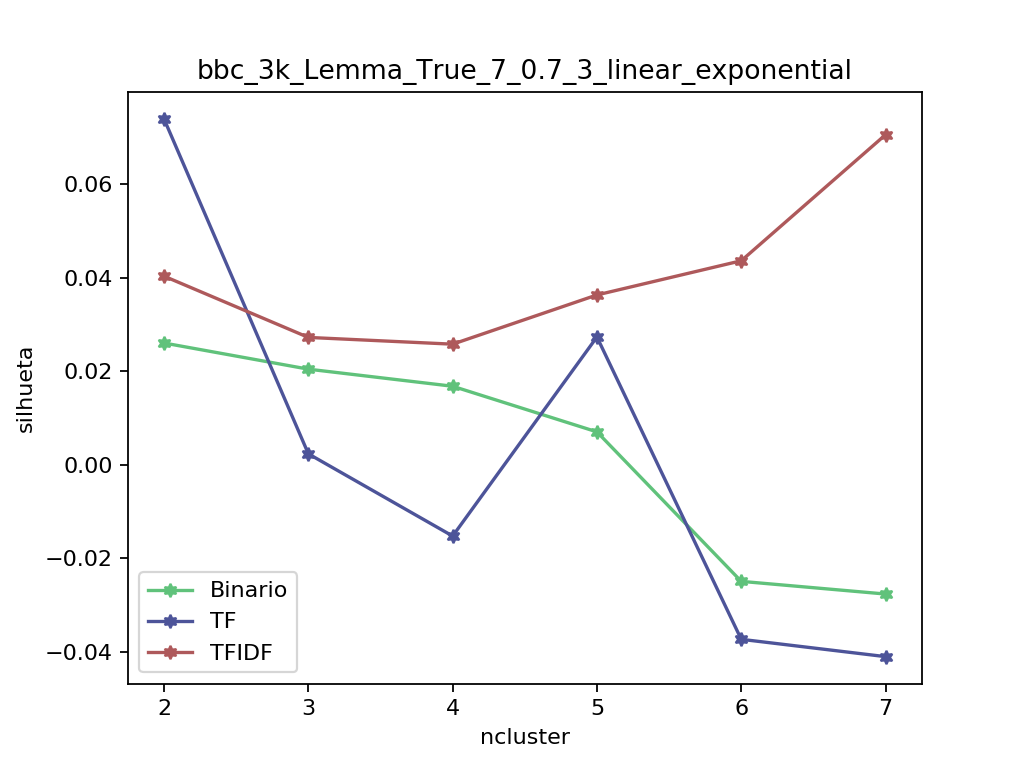 bbc_3k_Lemma_True_7_0.7_3_linear_exponential
silhueta
0.06
0.04
0.02
0.00
−0.02
−0.04
Binario
TF
TFIDF
2 3 4 5 6 7
ncluster